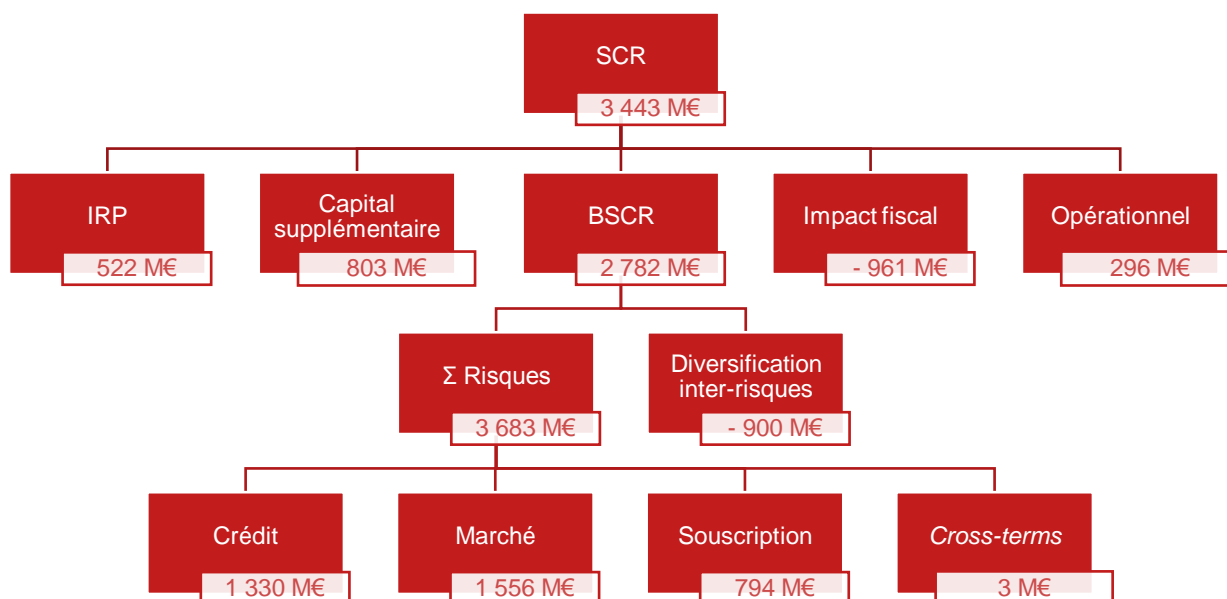 SCR
3 443 M€
IRP
522 M€
Capital
supplémentaire
803 M€
BSCR
2 782 M€
Impact fiscal
- 961 M€
Opérationnel
296 M€
Σ Risques
3 683 M€
Diversification
inter-risques
- 900 M€
Crédit
1 330 M€
Marché
1 556 M€
Souscription
794 M€
Cross-terms
3 M€